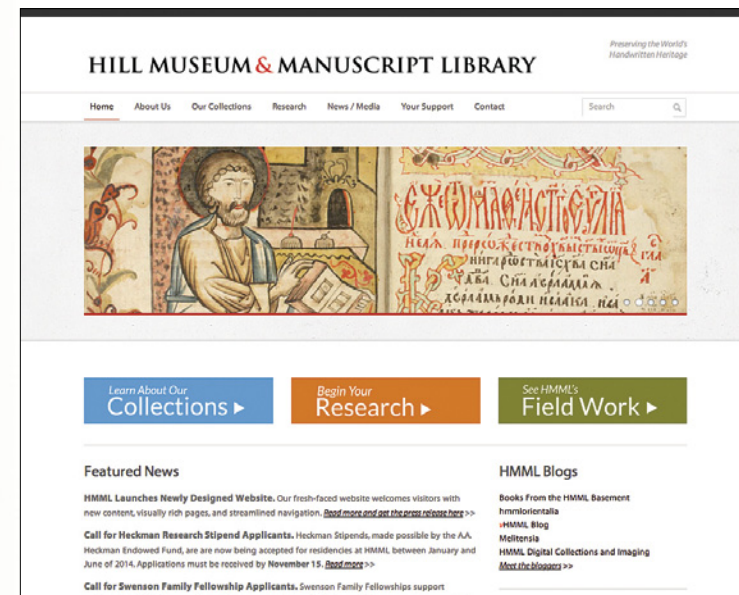 Preserving the World's
Handwritten Heritage
HILL MUSEUM & MANUSCRIPT LIBRARY
Home About Us Our Collections Research News / Media Your Support Contact Search
Learn About Our
Collections ▸
Begin Your
Research ▸
See HMML's
Field Work ▸
Featured News
HMML Launches Newly Designed Website. Our fresh-faced website welcomes visitors with
new content, visually rich pages, and streamlined navigation. Read more and get the press release here >>
Call for Heckman Research Stipend Applicants. Heckman Stipends, made possible by the A.A.
Heckman Endowed Fund, are are now being accepted for residencies at HMML between January and
June of 2014. Applications must be received by November 15. Read more >>
Call for Swenson Family Fellowship Applicants. Swenson Family Fellowships support
HMML Blogs
Books From the HMML Basement
hmmlorientalia
vHMML Blog
Melitensia
HMML Digital Collections and Imaging
Meet the bloggers >>